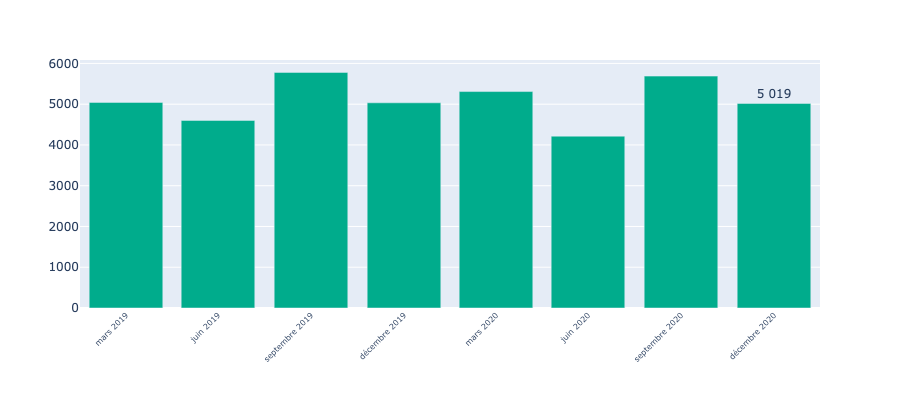 6000
5000
4000
3000
2000
1000
0
5 019
mars 2019
juin 2019
septembre 2019
décembre 2019
mars 2020
juin 2020
septembre 2020
décembre 2020